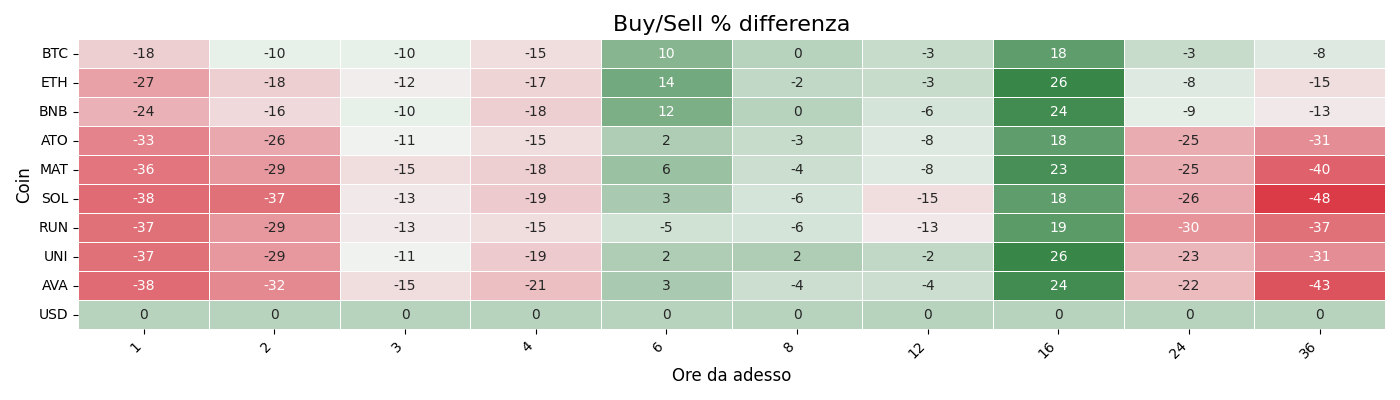 Buy/Sell % differenza
Coin
BTC -18 -10 -10 -15 10 0 -3 18 -3 -8
ETH -27 -18 -12 -17 14 -2 -3 26 -8 -15
BNB -24 -16 -10 -18 12 0 -6 24 -9 -13
ATO -33 -26 -11 -15 2 -3 -8 18 -25 -31
MAT -36 -29 -15 -18 6 -4 -8 23 -25 -40
SOL -38 -37 -13 -19 3 -6 -15 18 -26 -48
RUN -37 -29 -13 -15 -5 -6 -13 19 -30 -37
UNI -37 -29 -11 -19 2 2 -2 26 -23 -31
AVA -38 -32 -15 -21 3 -4 -4 24 -22 -43
USD 0 0 0 0 0 0 0 0 0 0
1 2 3 4 6 8 12 16 24 36
Ore da adesso